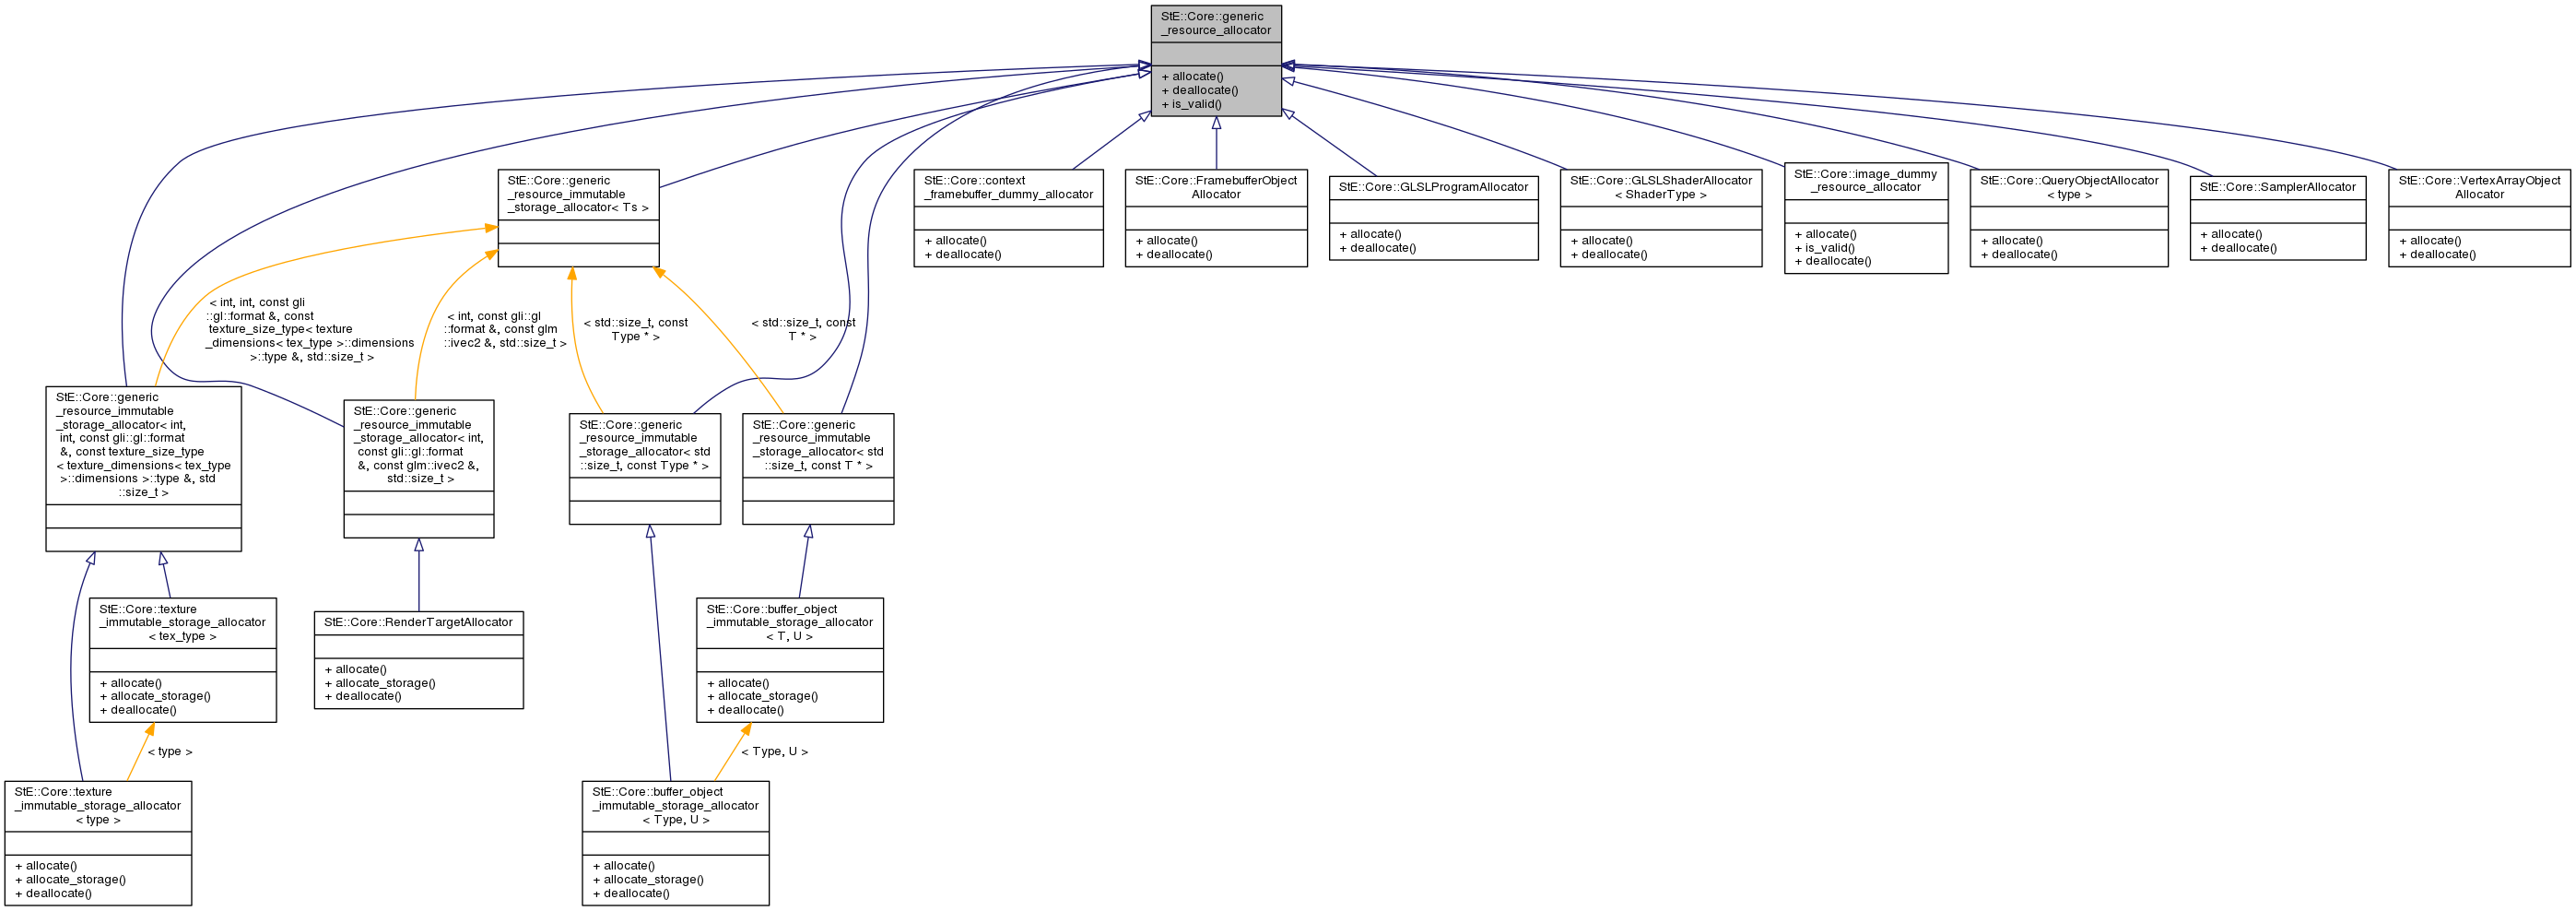 StE::Core::generic
_resource_allocator
+ allocate()
+ deallocate()
+ is_valid()
StE::Core::generic
_resource_immutable
_storage_allocator< Ts >
StE::Core::context
_framebuffer_dummy_allocator
+ allocate()
+ deallocate()
StE::Core::FramebufferObject
Allocator
+ allocate()
+ deallocate()
StE::Core::GLSLProgramAllocator
+ allocate()
+ deallocate()
StE::Core::GLSLShaderAllocator
< ShaderType >
+ allocate()
+ deallocate()
StE::Core::image_dummy
_resource_allocator
+ allocate()
+ is_valid()
+ deallocate()
StE::Core::QueryObjectAllocator
< type >
+ allocate()
+ deallocate()
StE::Core::SamplerAllocator
+ allocate()
+ deallocate()
StE::Core::VertexArrayObject
Allocator
+ allocate()
+ deallocate()
< int, int, const gli
::gl::format &, const
texture_size_type< texture
_dimensions< tex_type >::dimensions
>::type &, std::size_t >
< int, const gli::gl
::format &, const glm
::ivec2 &, std::size_t >
< std::size_t, const
Type * >
< std::size_t, const
T * >
StE::Core::generic
_resource_immutable
_storage_allocator< int,
int, const gli::gl::format
&, const texture_size_type
< texture_dimensions< tex_type
>::dimensions >::type &, std
::size_t >
StE::Core::generic
_resource_immutable
_storage_allocator< int,
const gli::gl::format
&, const glm::ivec2 &,
std::size_t >
StE::Core::generic
_resource_immutable
_storage_allocator< std
::size_t, const Type * >
StE::Core::generic
_resource_immutable
_storage_allocator< std
::size_t, const T * >
StE::Core::texture
_immutable_storage_allocator
< tex_type >
+ allocate()
+ allocate_storage()
+ deallocate()
StE::Core::RenderTargetAllocator
+ allocate()
+ allocate_storage()
+ deallocate()
StE::Core::buffer_object
_immutable_storage_allocator
< T, U >
+ allocate()
+ allocate_storage()
+ deallocate()
< type >
< Type, U >
StE::Core::texture
_immutable_storage_allocator
< type >
+ allocate()
+ allocate_storage()
+ deallocate()
StE::Core::buffer_object
_immutable_storage_allocator
< Type, U >
+ allocate()
+ allocate_storage()
+ deallocate()